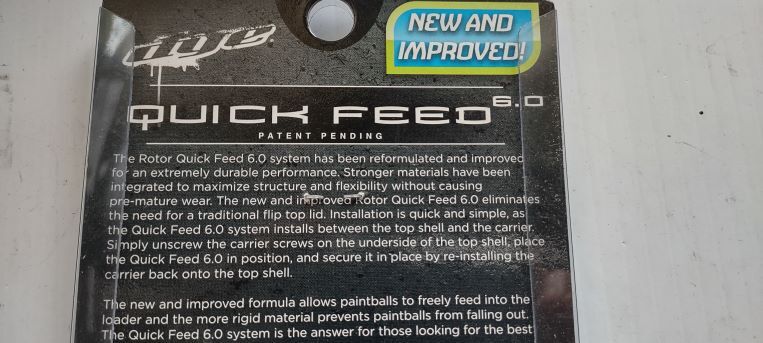 DYE
NEW AND
IMPROVED!
QUICK FEED 6.0
PATENT PENDING
The Rotor Quick Feed 6.0 system has been reformulated and improved
for an extremely durable performance. Stronger materials have been
integrated to maximize structure and flexibility without causing
pre-mature wear. The new and improved Rotor Quick Feed 6.0 eliminates
the need for a traditional flip top lid. Installation is quick and simple, as
the Quick Feed 6.0 system installs between the top shell and the carrier.
Simply unscrew the carrier screws on the underside of the top shell, place
the Quick Feed 6.0 in position, and secure it in place by re-installing the
carrier back onto the top shell.
The new and improved formula allows paintballs to freely feed into the
loader and the more rigid material prevents paintballs from falling out.
The Quick Feed 6.0 system is the answer for those looking for the best